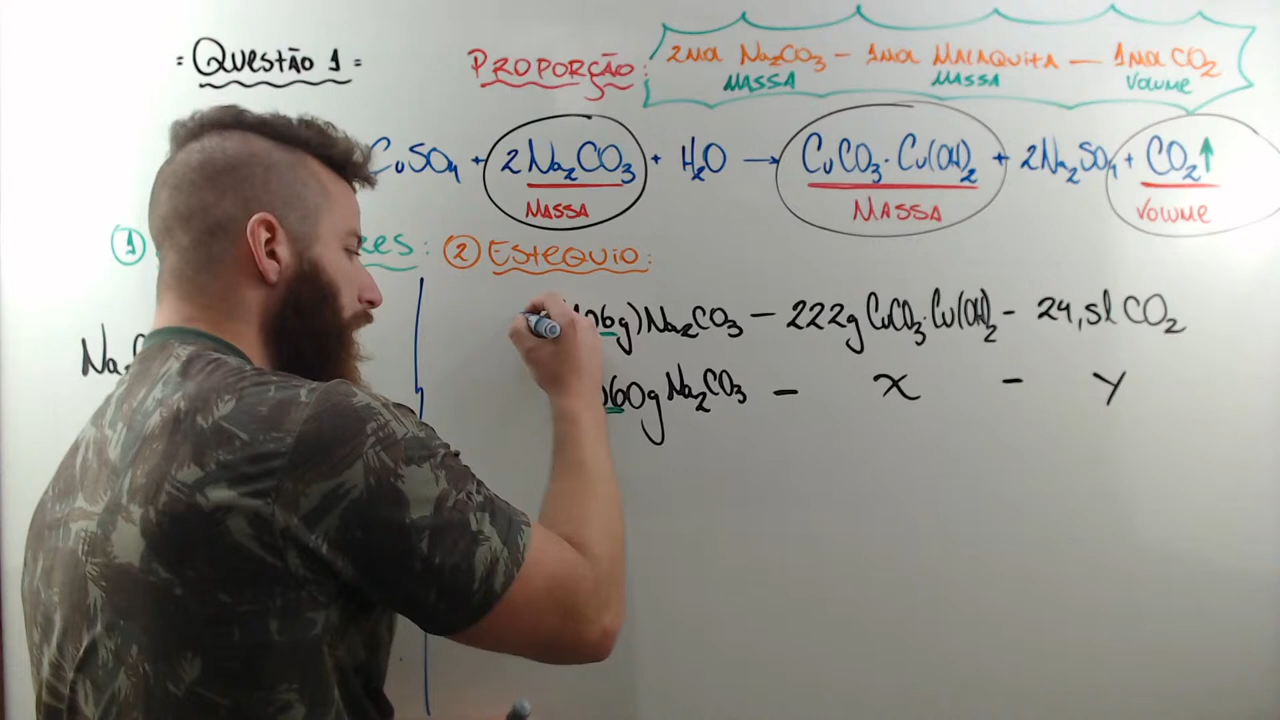 = Questão 1 =
Proporção:
2mol Na₂CO₃ - 1mol Malaquita - 1mol CO₂
Massa Massa Volume
CuSO₄ + 2Na₂CO₃ + H₂O → CuCO₃·Cu(OH)₂ + 2Na₂SO₄ + CO₂↑
Massa Massa Volume
① : ② Estequio:
g)Na₂CO₃ - 222g CuCO₃·Cu(OH)₂ - 24,5l CO₂
60g Na₂CO₃ - x - y